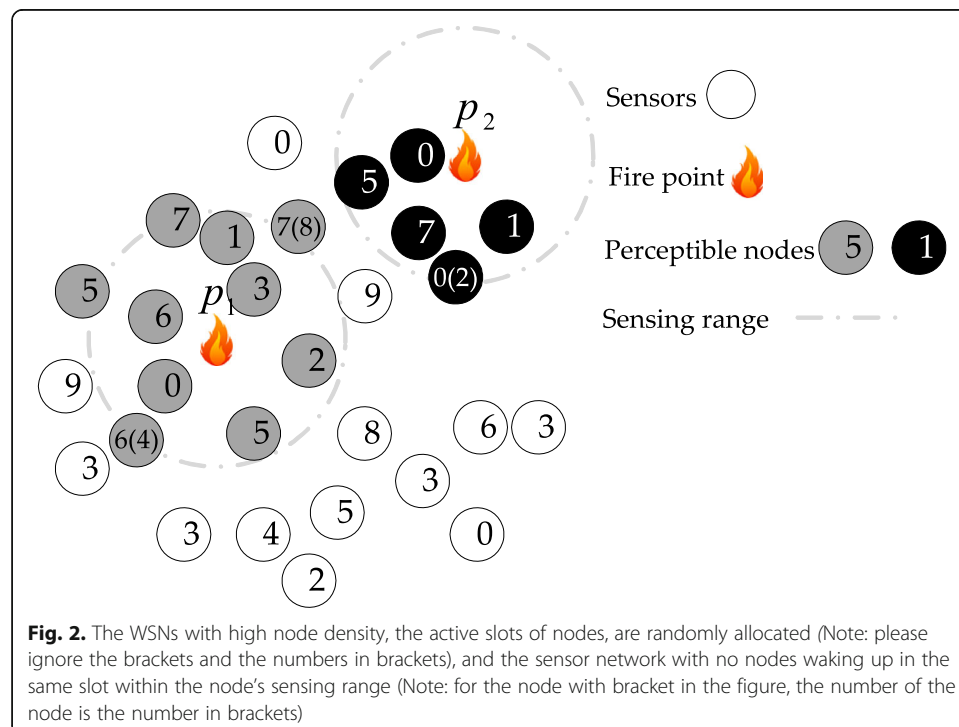 p 2
0
0
5
7
7(8)
1
7
1
5
3
0(2)
9
p 1
6
2
9
0
6(4)
5
8
6
3
3
3
5
3
4
0
2
Sensors
Fire point
Perceptible nodes 5 1
Sensing range
Fig. 2. The WSNs with high node density, the active slots of nodes, are randomly allocated (Note: please
ignore the brackets and the numbers in brackets), and the sensor network with no nodes waking up in the
same slot within the node's sensing range (Note: for the node with bracket in the figure, the number of the
node is the number in brackets)